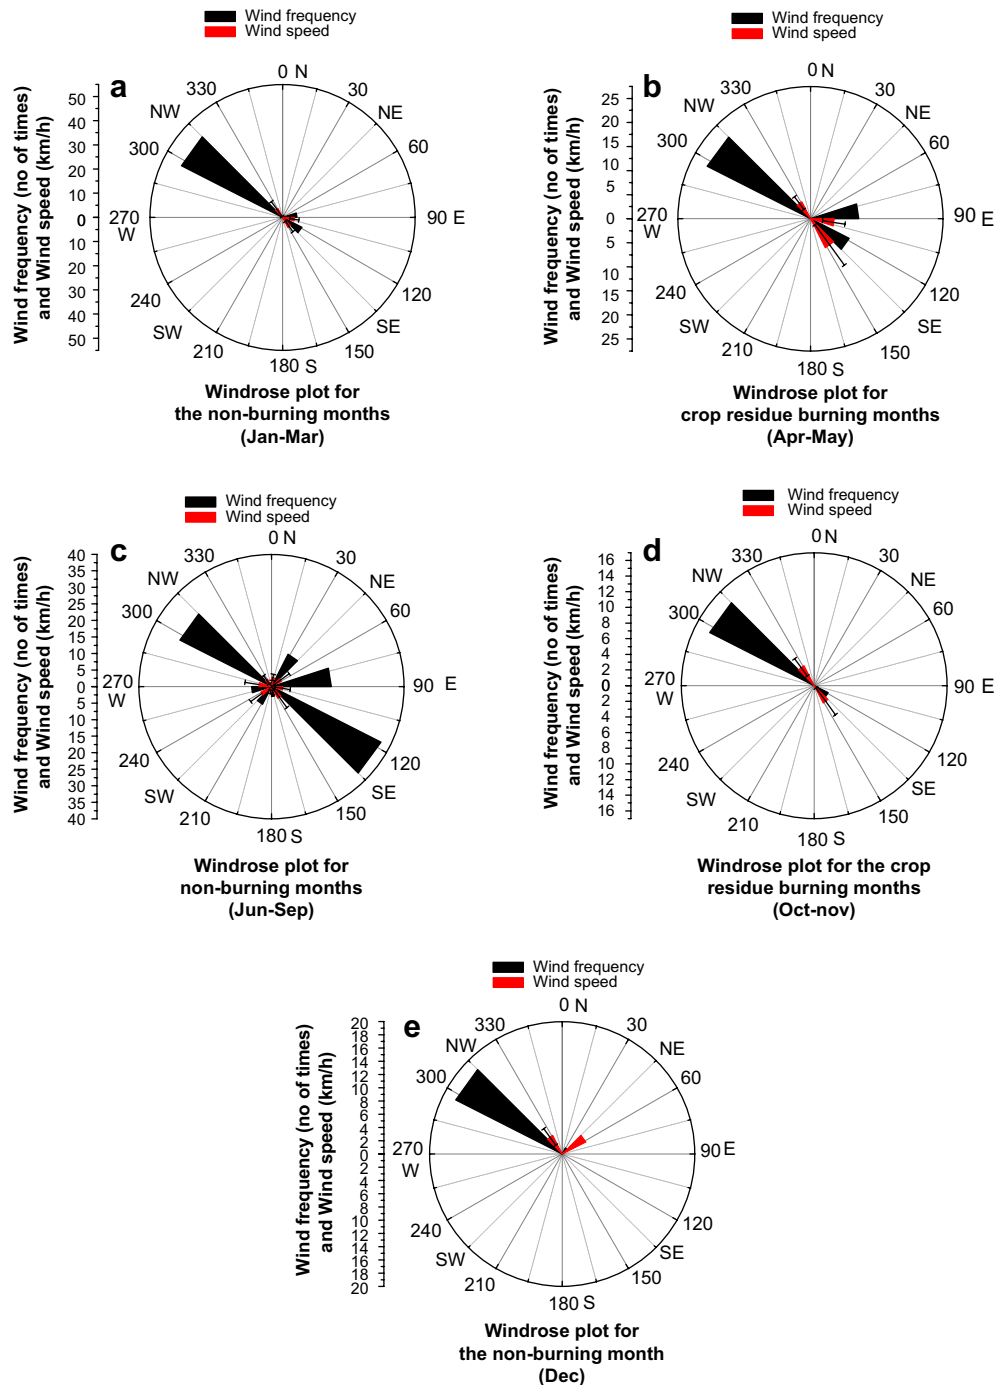 Wind frequency
Wind speed
a
0 N
30
NE
60
90 E
120
SE
150
180 S
210
SW
240
270
W
300
NW
330
50
40
30
20
10
0
10
20
30
40
50
Wind frequency (no of times)
and Wind speed (km/h)
Windrose plot for
the non-burning months
(Jan-Mar)
Wind frequency
Wind speed
b
0 N
30
NE
60
90 E
120
SE
150
180 S
210
SW
240
270
W
300
NW
330
25
20
15
10
5
0
5
10
15
20
25
Wind frequency (no of times)
and Wind speed (km/h)
Windrose plot for
crop residue burning months
(Apr-May)
Wind frequency
Wind speed
c
0 N
30
NE
60
90 E
120
SE
150
180 S
210
SW
240
270
W
300
NW
330
40
35
30
25
20
15
10
5
0
5
10
15
20
25
30
35
40
Wind frequency (no of times)
and Wind speed (km/h)
Windrose plot for
non-burning months
(Jun-Sep)
Wind frequency
Wind speed
d
0 N
30
NE
60
90 E
120
SE
150
180 S
210
SW
240
270
W
300
NW
330
16
14
12
10
8
6
4
2
0
2
4
6
8
10
12
14
16
Wind frequency (no of times)
and Wind speed (km/h)
Windrose plot for the crop
residue burning months
(Oct-nov)
Wind frequency
Wind speed
e
0 N
30
NE
60
90 E
120
SE
150
180 S
210
SW
240
270
W
300
NW
330
20
18
16
14
12
10
8
6
4
2
0
2
4
6
8
10
12
14
16
18
20
Wind frequency (no of times)
and Wind speed (km/h)
Windrose plot for
the non-burning month
(Dec)